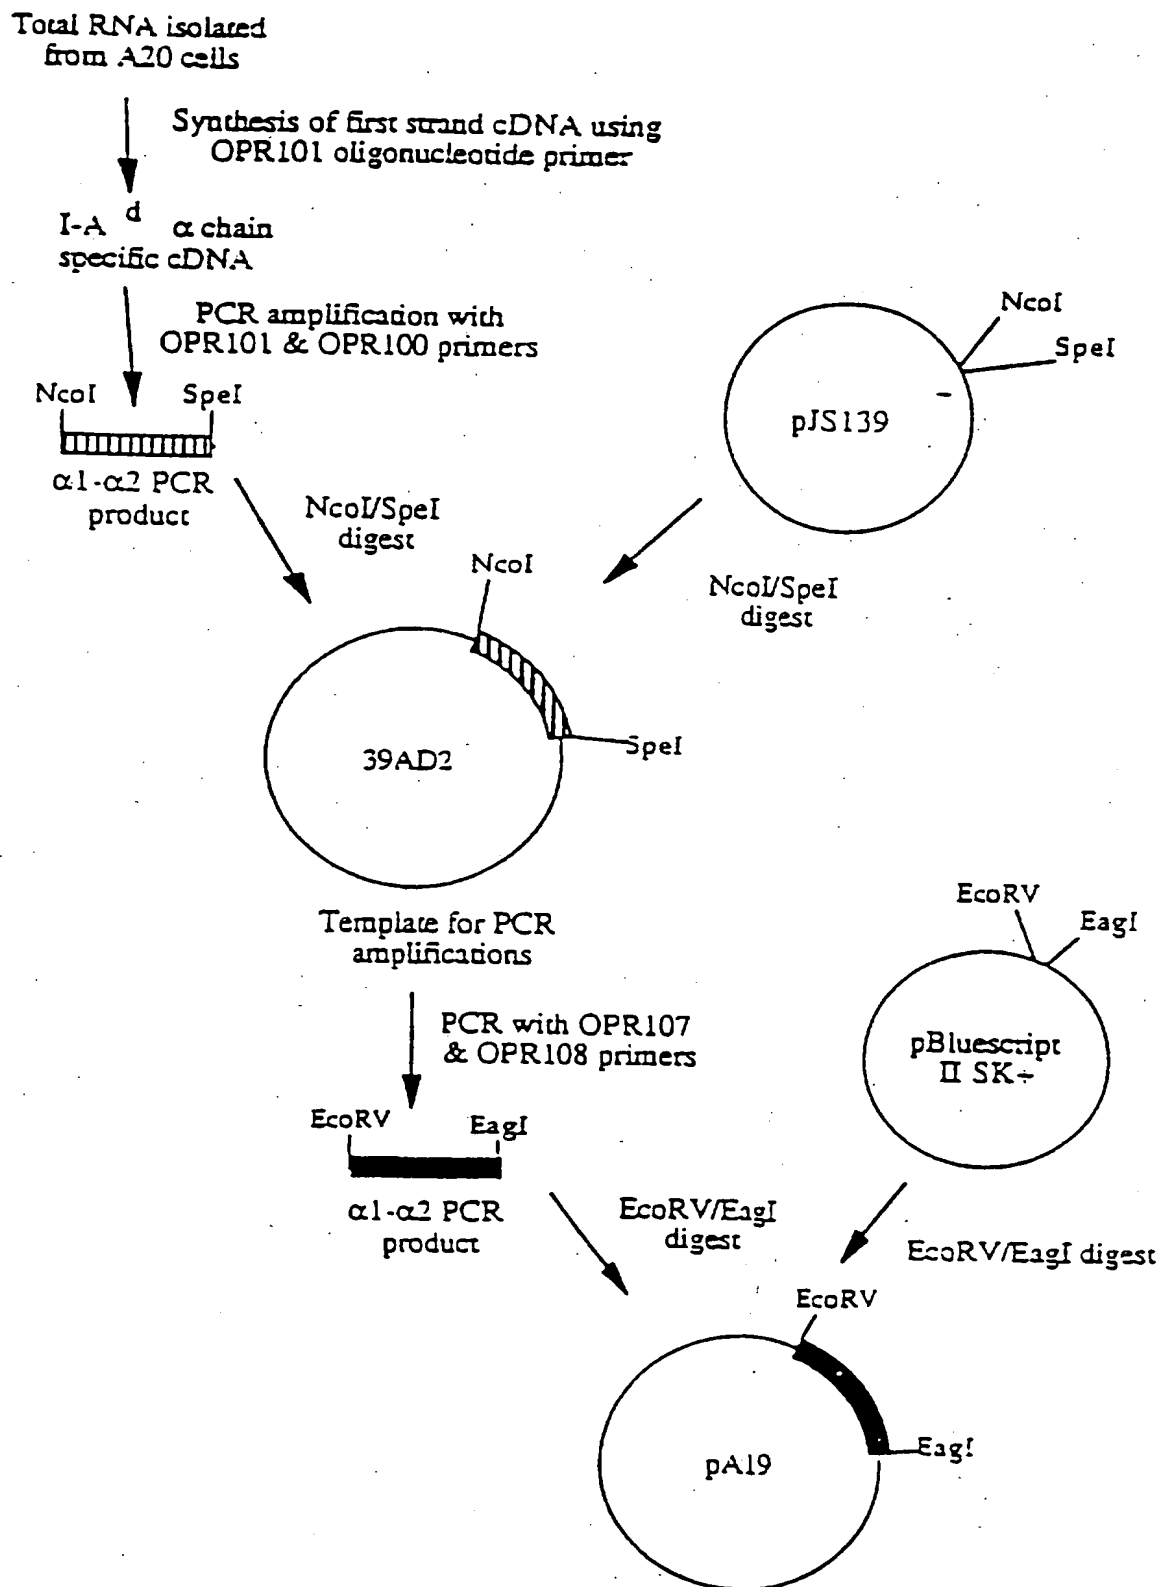 Total RNA isolated
from A20 cells
Synthesis of first strand cDNA using
OPR101 oligonucleotide primer
I-A d α chain
specific cDNA
PCR amplification with
OPR101 & OPR100 primers
NcoI SpeI
α1-α2 PCR
product
NcoI/SpeI
digest
NcoI
SpeI
pJS139
NcoI/SpeI
digest
NcoI
SpeI
39AD2
Template for PCR
amplifications
PCR with OPR107
& OPR108 primers
EcoRV EagI
α1-α2 PCR
product
EcoRV/EagI
digest
EcoRV
EagI
pBluescript
II SK+
EcoRV/EagI digest
EcoRV
EagI
pA19